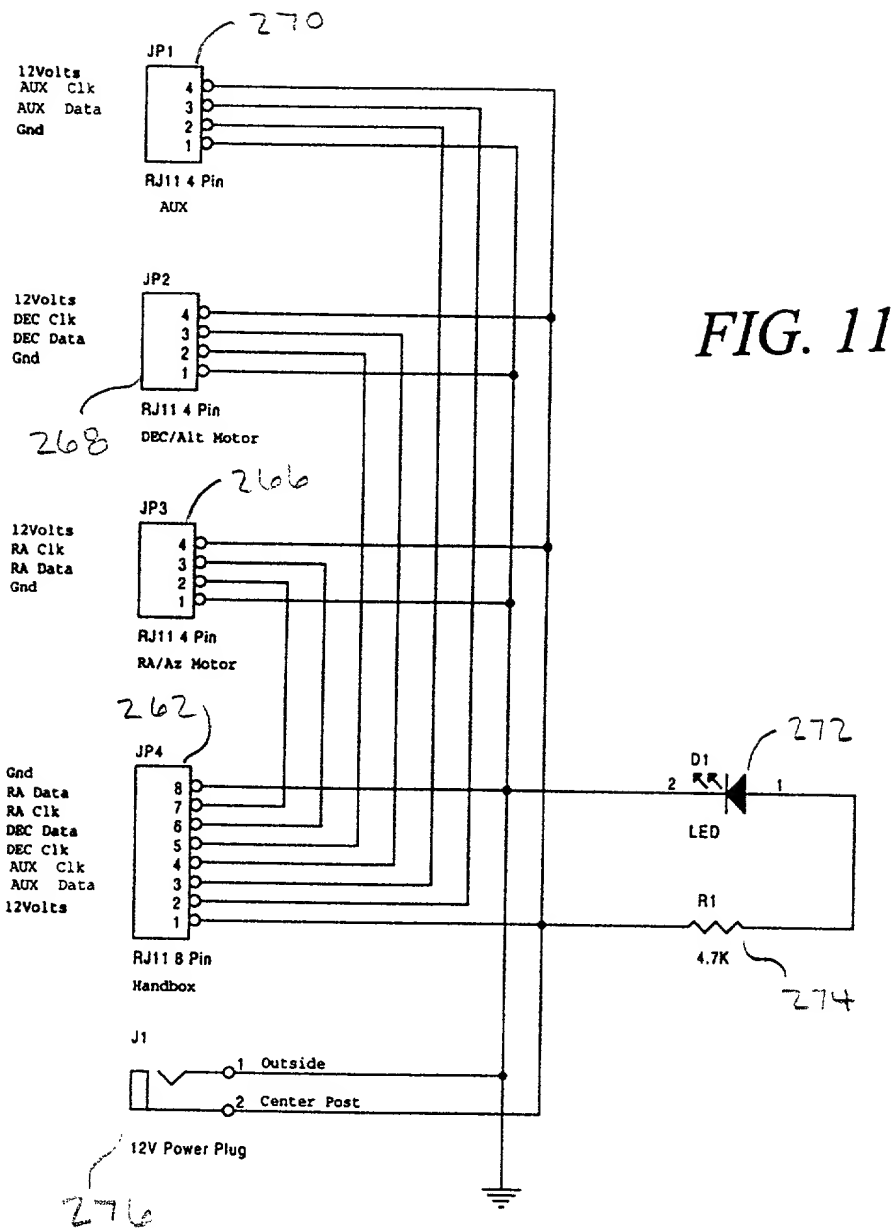 270
JP1
12Volts
AUX Clk
AUX Data
Gnd
4
3
2
1
RJ11 4 Pin
AUX
JP2
12Volts
DEC Clk
DEC Data
Gnd
4
3
2
1
FIG. 11
RJ11 4 Pin
DEC/Alt Motor
268
266
JP3
12Volts
RA Clk
RA Data
Gnd
4
3
2
1
RJ11 4 Pin
RA/Az Motor
262
JP4
Gnd
RA Data
RA Clk
DEC Data
DEC Clk
AUX Clk
AUX Data
12Volts
8
7
6
5
4
3
2
1
RJ11 8 Pin
Handbox
272
D1
2
1
LED
R1
4.7K
274
J1
1 Outside
2 Center Post
12V Power Plug
276